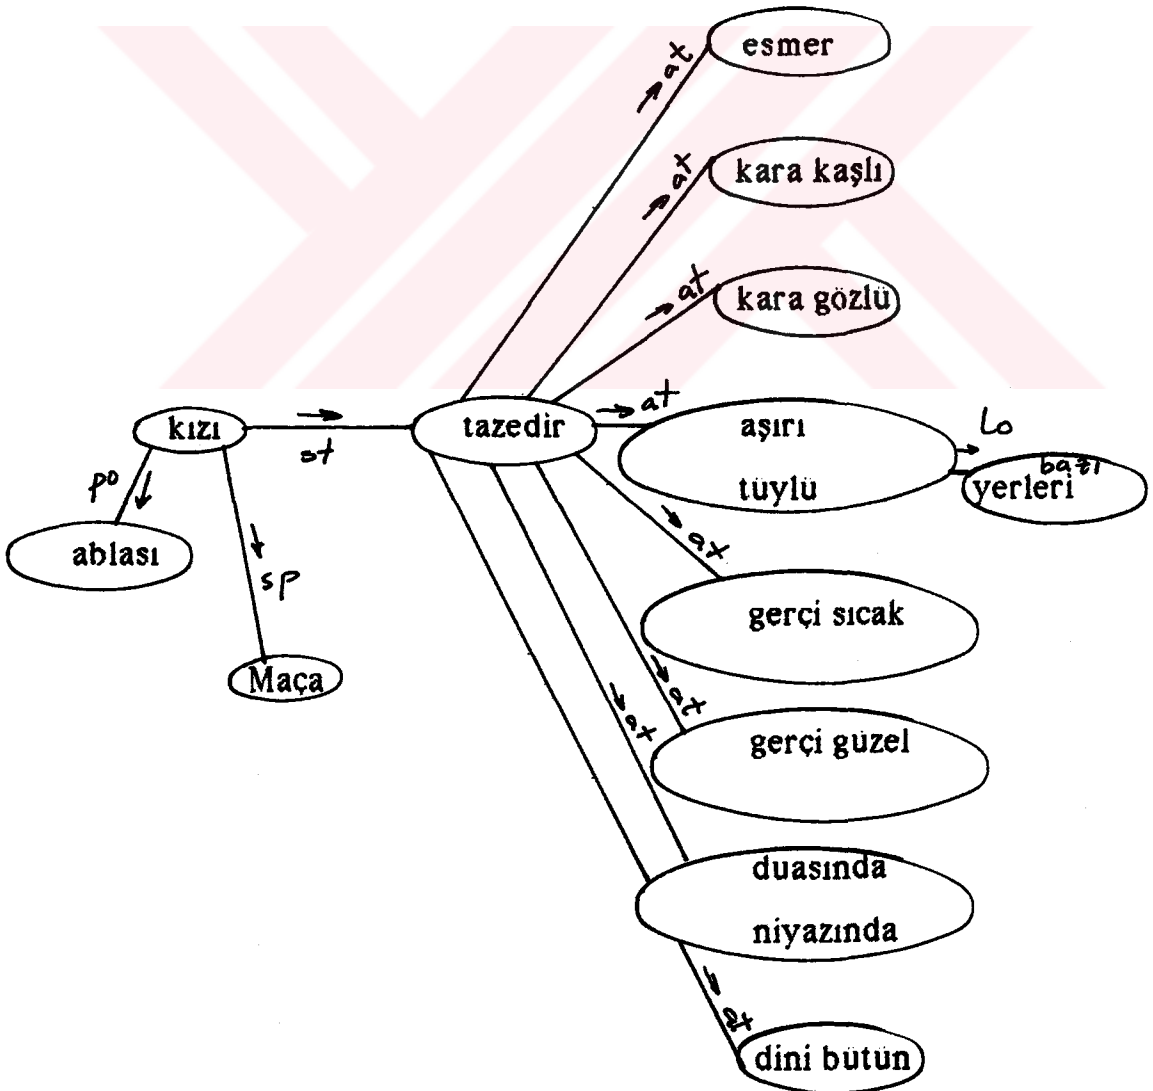 at
esmer
at
kara kaşlı
at
kara gözlü
kızı
st
tazedir
at
aşırı
tüylü
Lo
bazı
yerleri
po
ablası
sp
Maça
at
gerçi sıcak
at
gerçi güzel
at
duasında
niyazında
at
dini bütün